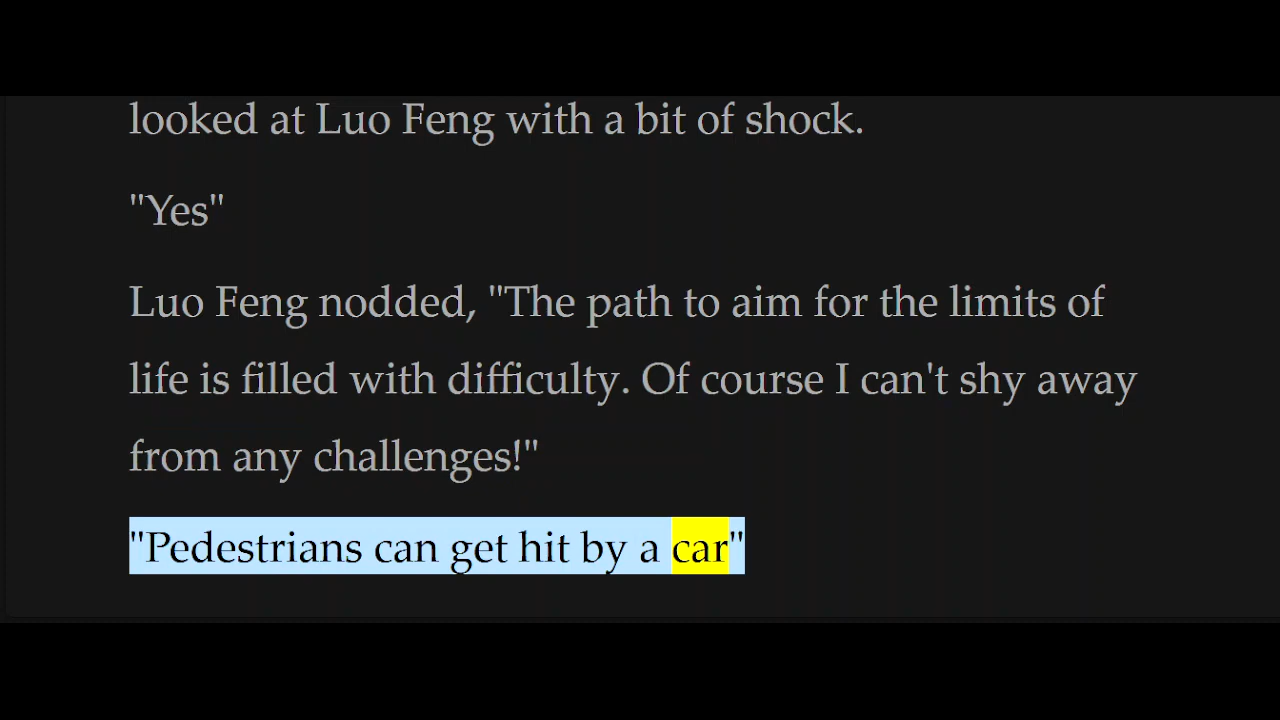 looked at Luo Feng with a bit of shock.
"Yes"
Luo Feng nodded, "The path to aim for the limits of
life is filled with difficulty. Of course I can't shy away
from any challenges!"
"Pedestrians can get hit by a car"